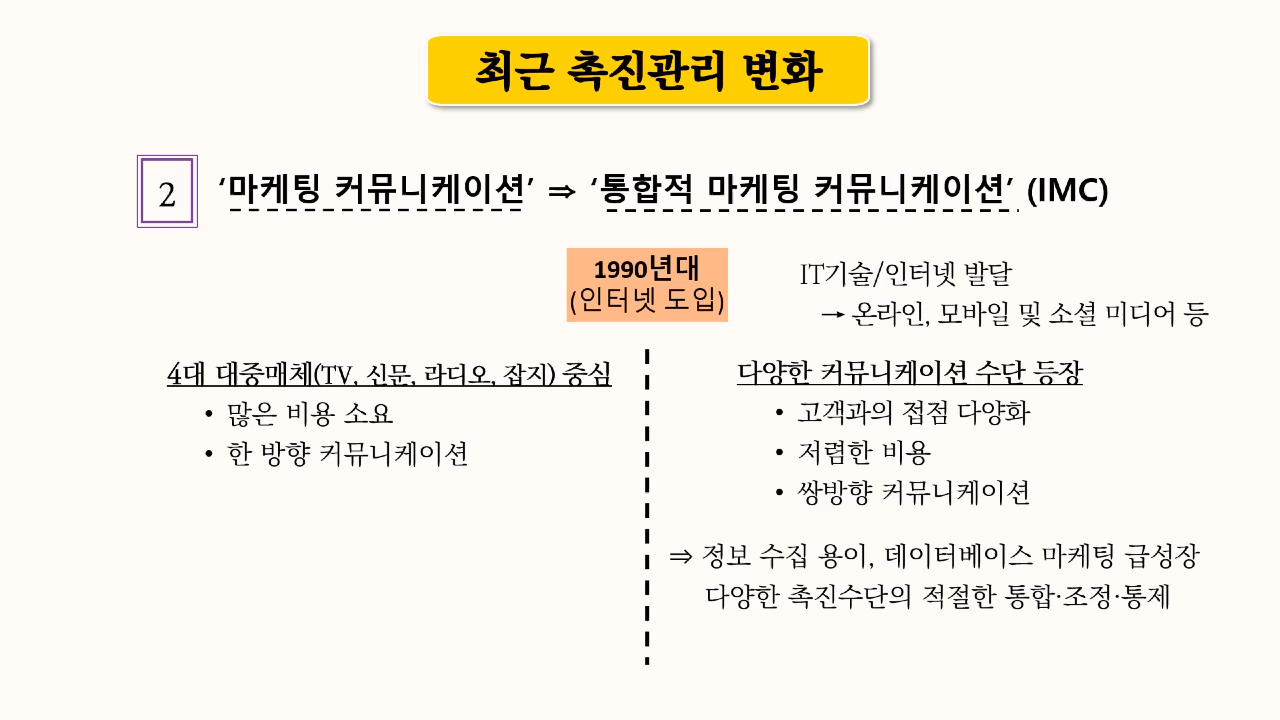 최근 촉진관리 변화
2
‘마케팅 커뮤니케이션’ ⇒ ‘통합적 마케팅 커뮤니케이션’ (IMC)
1990년대
(인터넷 도입)
IT기술/인터넷 발달
→ 온라인, 모바일 및 소셜 미디어 등
4대 대중매체(TV, 신문, 라디오, 잡지) 중심
• 많은 비용 소요
• 한 방향 커뮤니케이션
다양한 커뮤니케이션 수단 등장
• 고객과의 접점 다양화
• 저렴한 비용
• 쌍방향 커뮤니케이션
⇒ 정보 수집 용이, 데이터베이스 마케팅 급성장
다양한 촉진수단의 적절한 통합·조정·통제